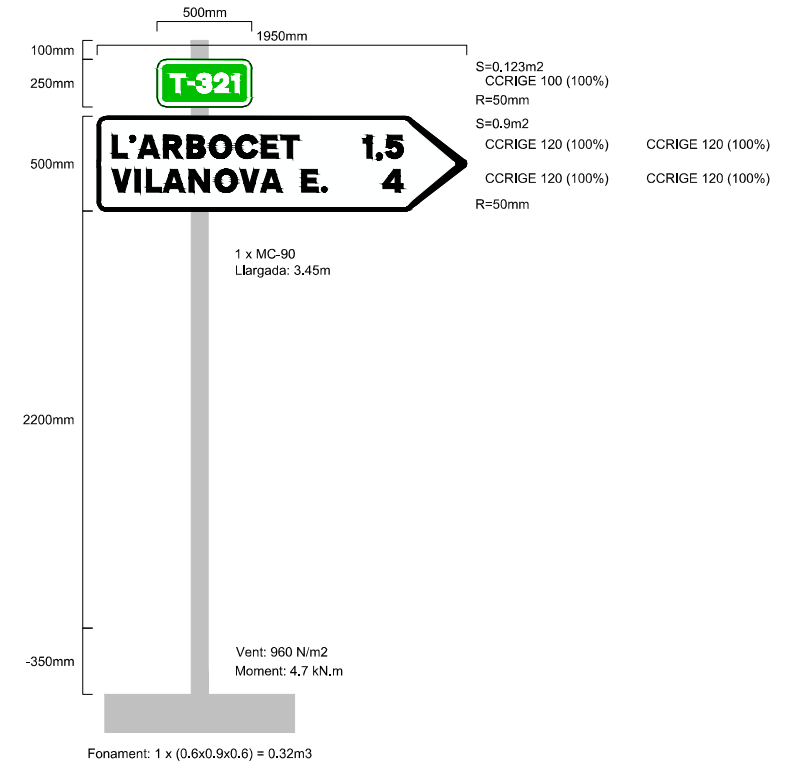 500mm
1950mm
100mm
250mm
T-321
S=0.123m2
CCRIGE 100 (100%)
R=50mm
S=0.9m2
500mm
L'ARBOCET 1,5
CCRIGE 120 (100%) CCRIGE 120 (100%)
VILANOVA E. 4
CCRIGE 120 (100%) CCRIGE 120 (100%)
R=50mm
1 x MC-90
Llargada: 3.45m
2200mm
-350mm
Vent: 960 N/m2
Moment: 4.7 kN.m
Fonament: 1 x (0.6x0.9x0.6) = 0.32m3